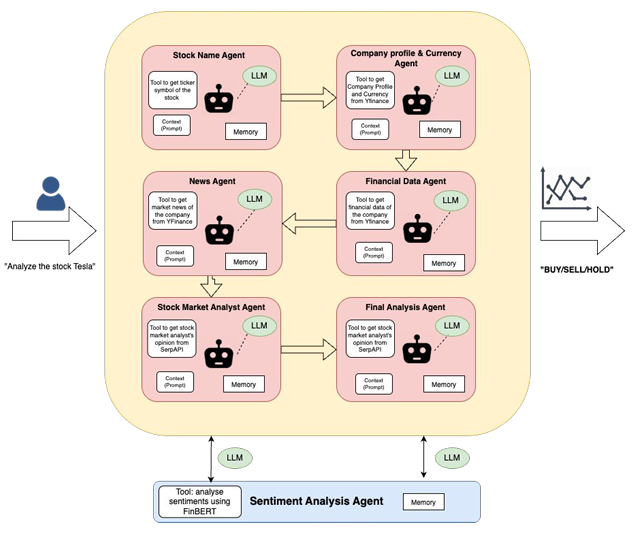 Stock Name Agent
LLM
Tool to get ticker
symbol of the
stock
Context
(Prompt)
Memory
Company profile & Currency
Agent
LLM
Tool to get
Company Profile
and Currency
from Yfinance
Context
(Prompt)
Memory
News Agent
LLM
Tool to get
market news of
the company
from YFinance
Context
(Prompt)
Memory
Financial Data Agent
LLM
Tool to get
financial data of
the company
from Yfinance
Context
(Prompt)
Memory
"Analyze the stock Tesla"
"BUY/SELL/HOLD"
Stock Market Analyst Agent
LLM
Tool to get stock
market analyst's
opinion from
SerpAPI
Context
(Prompt)
Memory
Final Analysis Agent
LLM
Tool to get stock
market analyst's
opinion from
SerpAPI
Context
(Prompt)
Memory
LLM
LLM
Tool: analyse
sentiments using
FinBERT
Sentiment Analysis Agent
Memory